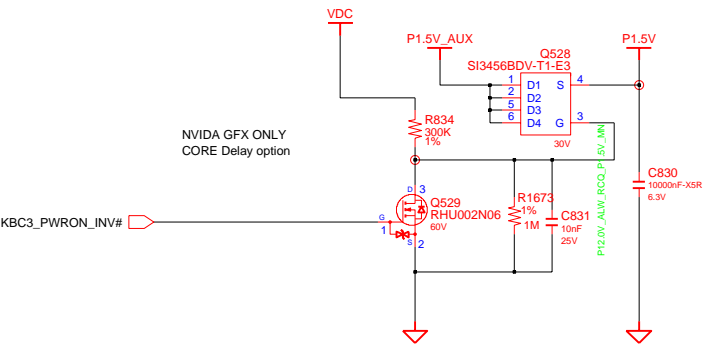 VDC
P1.5V_AUX
P1.5V
Q528
SI3456BDV-T1-E3
1 D1 S 4
2 D2
5 D3
6 D4 G 3
30V
R834
300K
1%
NVIDA GFX ONLY
CORE Delay option
P12.0V_ALW_RCQ_P1.5V_MN
C830
10000nF-X5R
6.3V
D 3
Q529
RHU002N06
60V
G
1
S 2
R1673
1%
1M
C831
10nF
25V
KBC3_PWRON_INV#